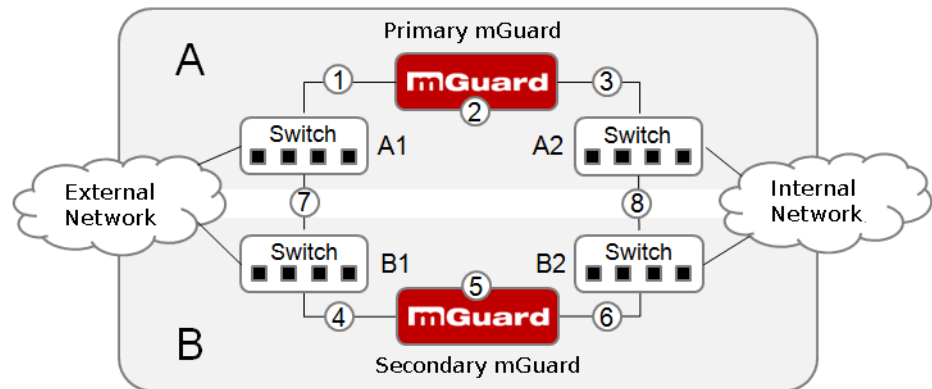 Primary mGuard
A
1
mGuard
3
2
Switch
A1
A2
Switch
External
Network
7
8
Internal
Network
Switch
B1
B2
Switch
5
4
mGuard
6
B
Secondary mGuard